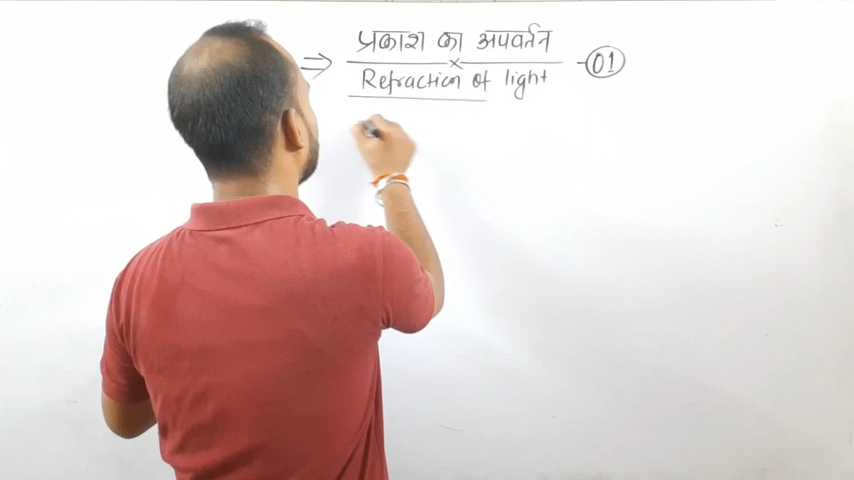 ⇒ प्रकाश का अपवर्तन -01
Refraction of light